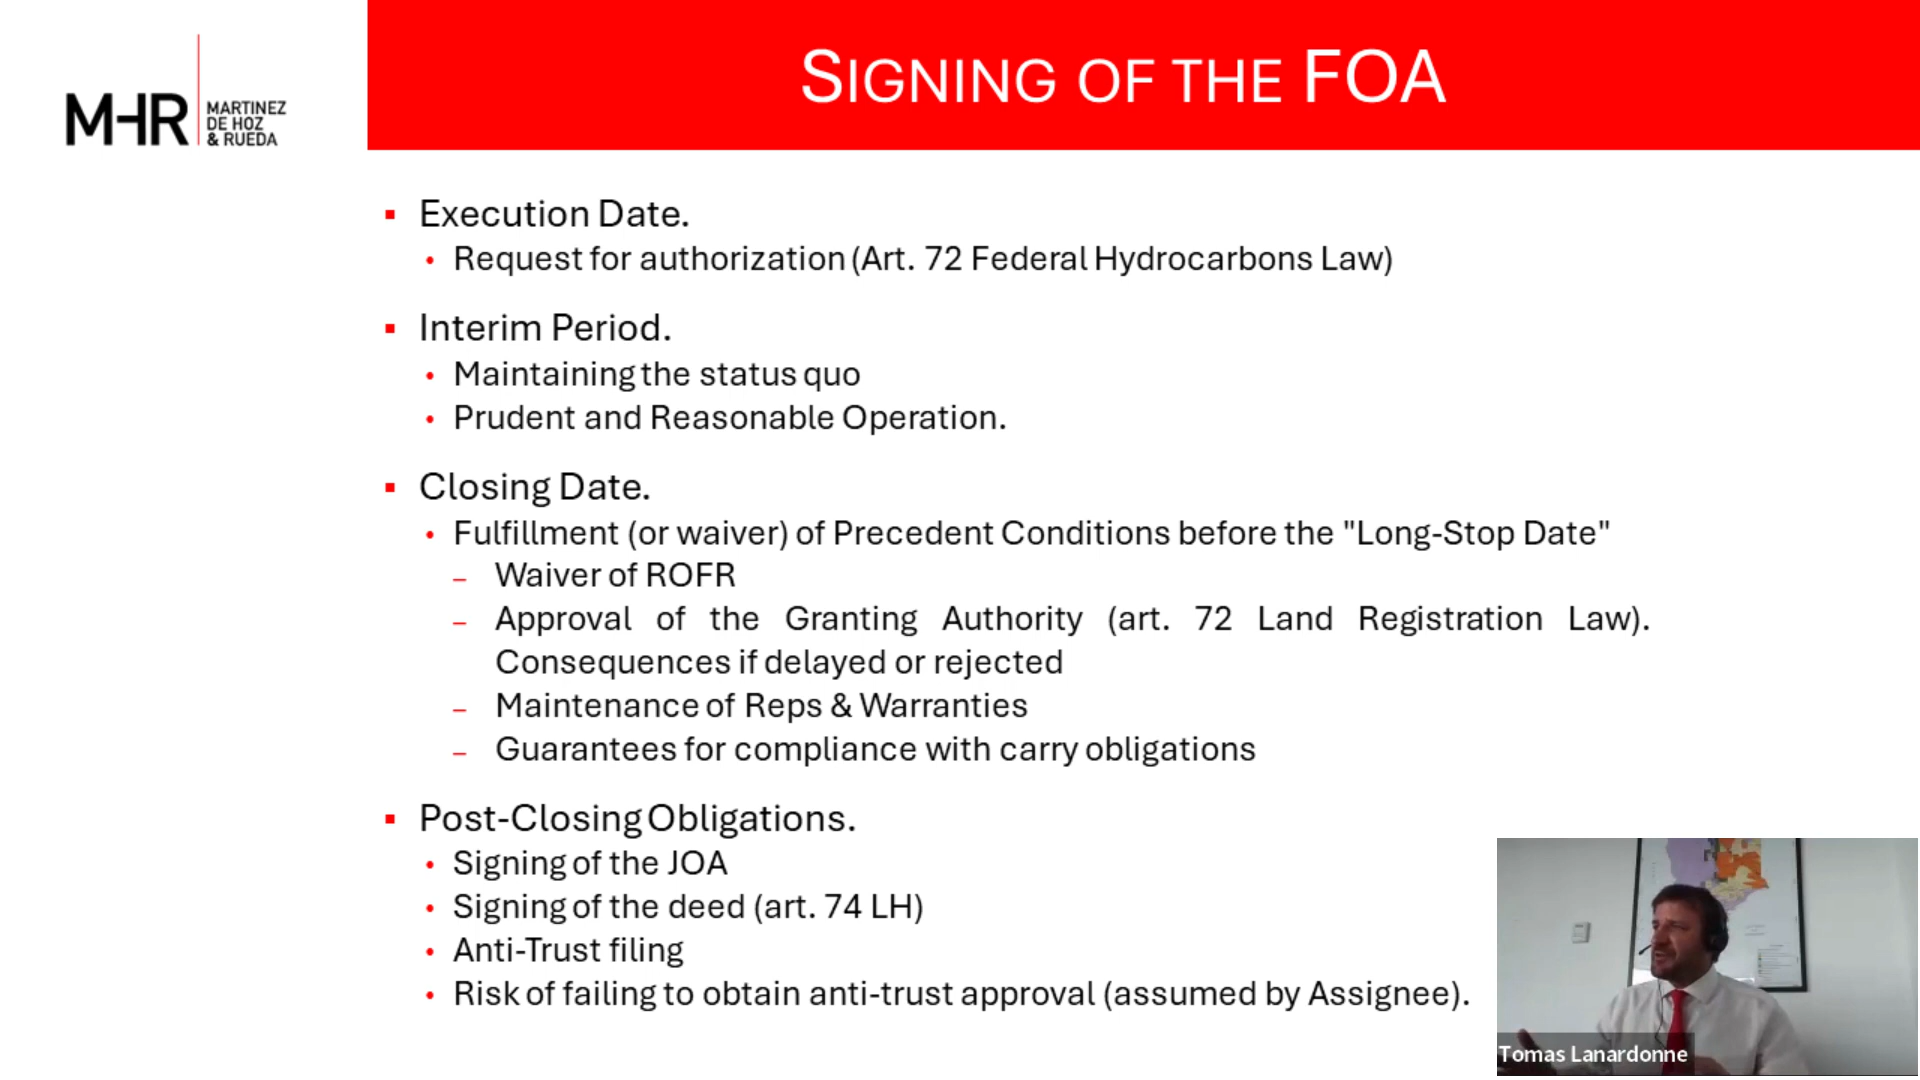 MHR
MARTINEZ
DE HOZ
& RUEDA
SIGNING OF THE FOA
Execution Date.
Request for authorization (Art. 72 Federal Hydrocarbons Law)
Interim Period.
Maintaining the status quo
Prudent and Reasonable Operation.
Closing Date.
Fulfillment (or waiver) of Precedent Conditions before the "Long-Stop Date"
– Waiver of ROFR
– Approval of the Granting Authority (art. 72 Land Registration Law).
Consequences if delayed or rejected
– Maintenance of Reps & Warranties
– Guarantees for compliance with carry obligations
Post-Closing Obligations.
Signing of the JOA
Signing of the deed (art. 74 LH)
Anti-Trust filing
Risk of failing to obtain anti-trust approval (assumed by Assignee).
Tomas Lanardonne